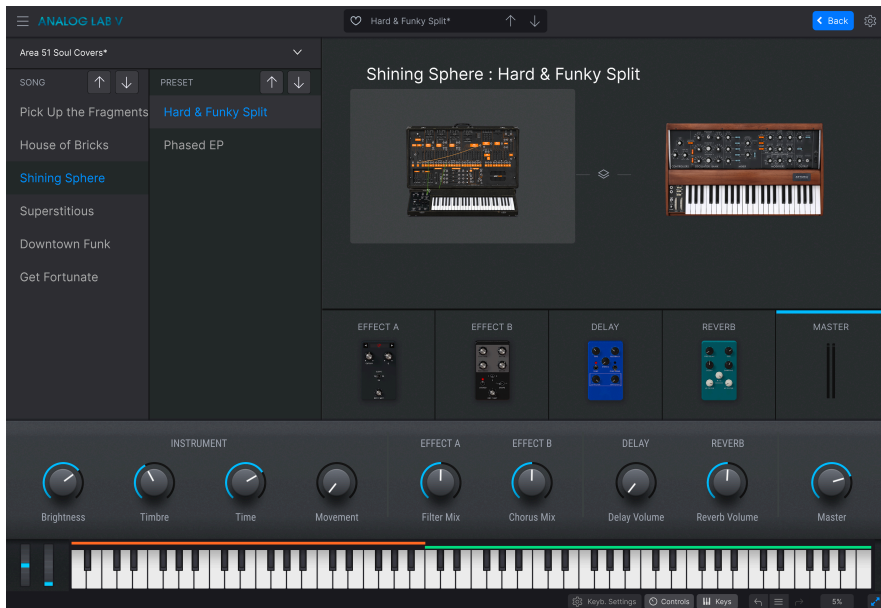 ANALOG LAB V
Hard & Funky Split*
Back
Area 51 Soul Covers*
SONG
PRESET
Pick Up the Fragments
House of Bricks
Shining Sphere
Superstitious
Downtown Funk
Get Fortunate
Hard & Funky Split
Phased EP
Shining Sphere : Hard & Funky Split
EFFECT A
EFFECT B
DELAY
REVERB
MASTER
INSTRUMENT
EFFECT A
EFFECT B
DELAY
REVERB
Brightness
Timbre
Time
Movement
Filter Mix
Chorus Mix
Delay Volume
Reverb Volume
Master
Keyb. Settings
Controls
Keys
5%